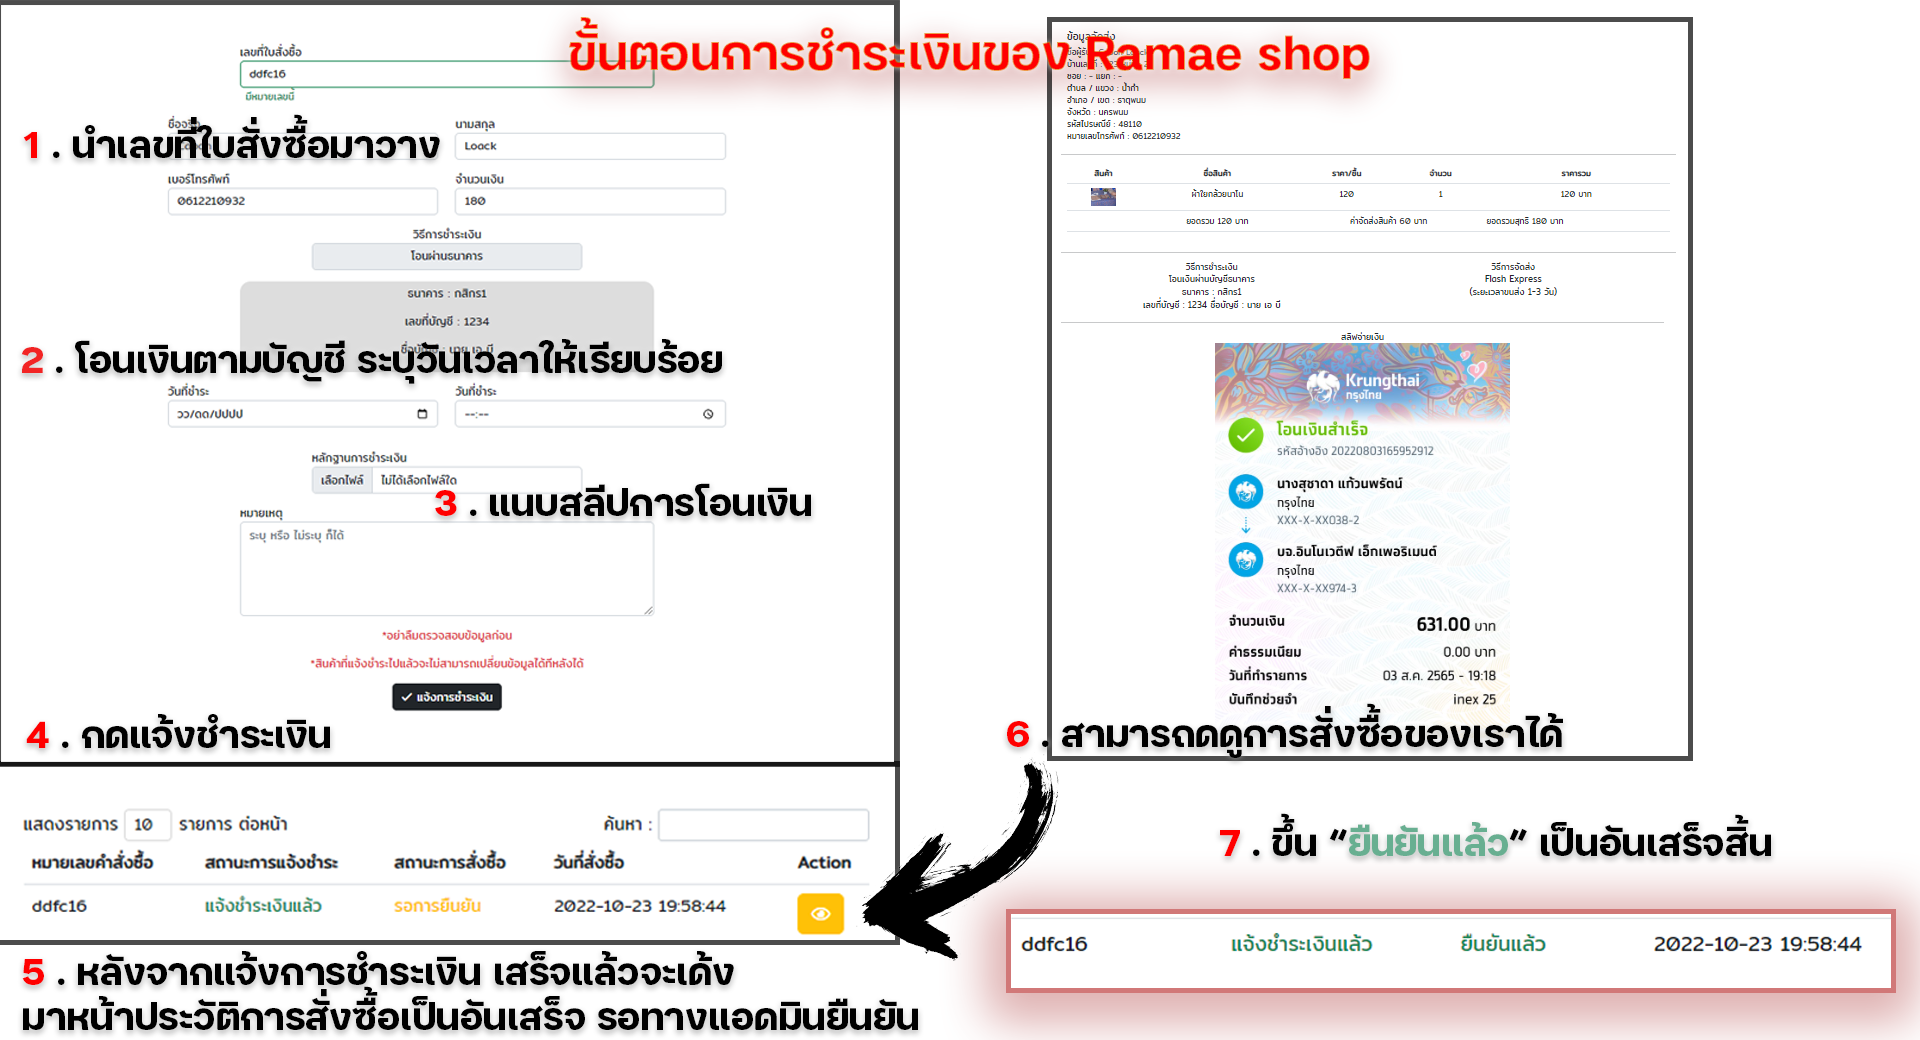 ขั้นตอนการชำระเงินของ Ramae shop
เลขที่ใบสั่งซื้อ
ddfc16
มีหมายเลขนี้
1 . นำเลขที่ใบสั่งซื้อมาวาง
นามสกุล
Loack
เบอร์โทรศัพท์
จำนวนเงิน
0612210932
180
วิธีการชำระเงิน
โอนผ่านธนาคาร
ธนาคาร : กสิกร1
เลขที่บัญชี : 1234
ชื่อบัญชี : นาย เอ บี
2 . โอนเงินตามบัญชี ระบุวันเวลาให้เรียบร้อย
วันที่ชำระ
วันที่ชำระ
วว/ดด/ปปปป
--:--
หลักฐานการชำระเงิน
เลือกไฟล์ ไม่ได้เลือกไฟล์ใด
3 . แนบสลีปการโอนเงิน
หมายเหตุ
ระบุ หรือ ไม่ระบุ ก็ได้
*อย่าลืมตรวจสอบข้อมูลก่อน
*สินค้าที่แจ้งชำระไปแล้วจะไม่สามารถเปลี่ยนข้อมูลได้ทีหลังได้
แจ้งการชำระเงิน
4 . กดแจ้งชำระเงิน
แสดงรายการ 10 รายการ ต่อหน้า
ค้นหา :
หมายเลขคำสั่งซื้อ สถานะการแจ้งชำระ สถานะการสั่งซื้อ วันที่สั่งซื้อ Action
ddfc16 แจ้งชำระเงินแล้ว รอการยืนยัน 2022-10-23 19:58:44
5 . หลังจากแจ้งการชำระเงิน เสร็จแล้วจะเด้ง
มาหน้าประวัติการสั่งซื้อเป็นอันเสร็จ รอทางแอดมินยืนยัน
ข้อมูลจัดส่ง
ซอย : - แยก : -
ตำบล / แขวง : น้ำก่ำ
อำเภอ / เขต : ธาตุพนม
จังหวัด : นครพนม
รหัสไปรษณีย์ : 48110
หมายเลขโทรศัพท์ : 0612210932
สินค้า ชื่อสินค้า ราคา/ชิ้น จำนวน ราคารวม
ผ้าใยกล้วยนาโน 120 1 120 บาท
ยอดรวม 120 บาท ค่าจัดส่งสินค้า 60 บาท ยอดรวมสุทธิ 180 บาท
วิธีการชำระเงิน
โอนเงินผ่านบัญชีธนาคาร
ธนาคาร : กสิกร1
เลขที่บัญชี : 1234 ชื่อบัญชี : นาย เอ บี
วิธีการจัดส่ง
Flash Express
(ระยะเวลาขนส่ง 1-3 วัน)
สลิฟจ่ายเงิน
Krungthai
กรุงไทย
โอนเงินสำเร็จ
รหัสอ้างอิง 20220803165952912
นางสุชาดา แก้วนพรัตน์
กรุงไทย
XXX-X-XX038-2
บจ.อินโนเวตีฟ เอ็กเพอริเมนต์
กรุงไทย
XXX-X-XX974-3
จำนวนเงิน 631.00 บาท
ค่าธรรมเนียม 0.00 บาท
วันที่ทำรายการ 03 ส.ค. 2565 - 19:18
บันทึกช่วยจำ inex 25
6 . สามารถดดูการสั่งซื้อของเราได้
7 . ขึ้น “ยืนยันแล้ว” เป็นอันเสร็จสิ้น
ddfc16 แจ้งชำระเงินแล้ว ยืนยันแล้ว 2022-10-23 19:58:44